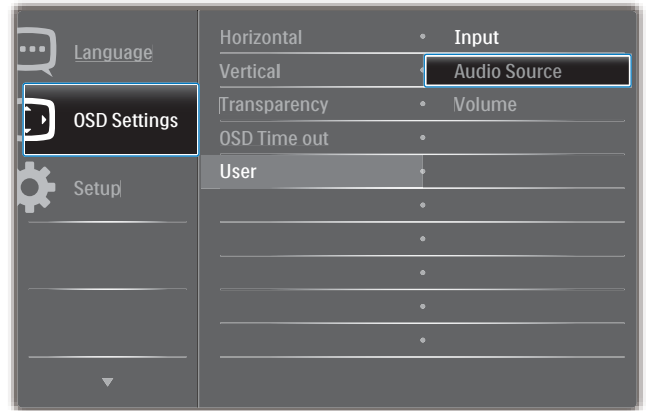 Language
OSD Settings
Setup
Horizontal
Vertical
Transparency
OSD Time out
User
Input
Audio Source
Volume